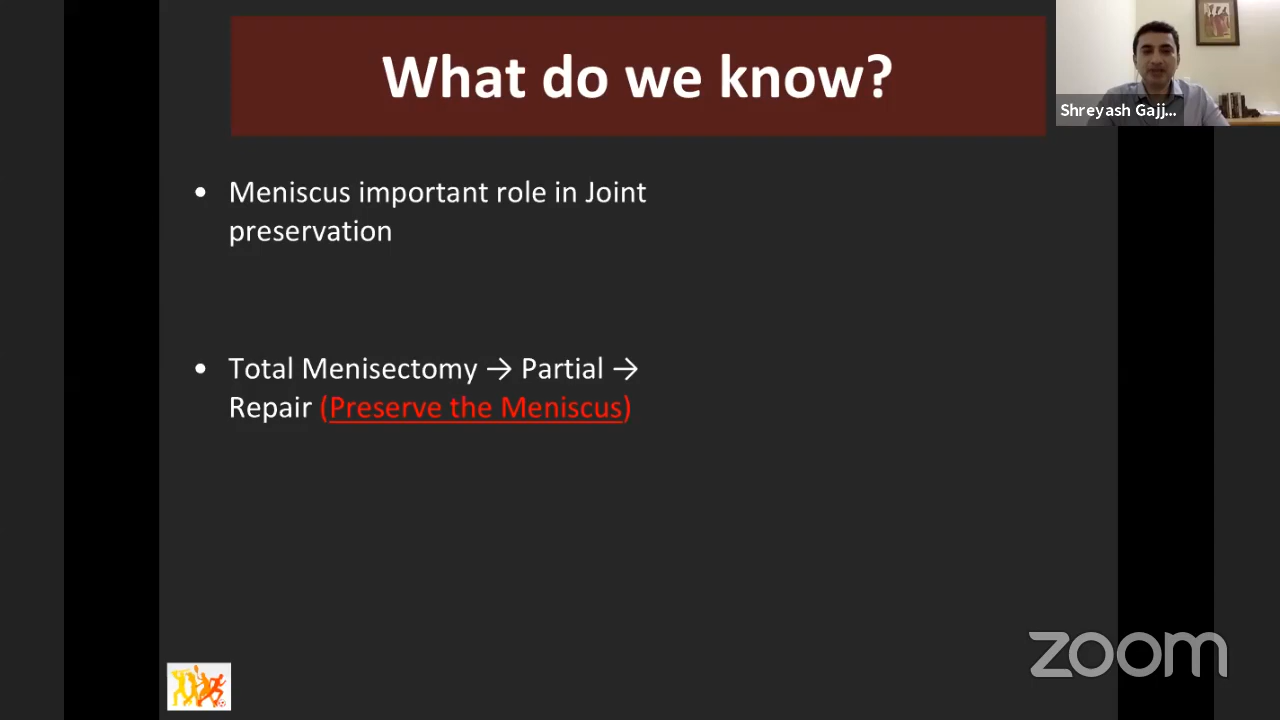 What do we know?
Shreyash Gajj...
• Meniscus important role in Joint
preservation
• Total Menisectomy → Partial →
Repair (Preserve the Meniscus)
zoom